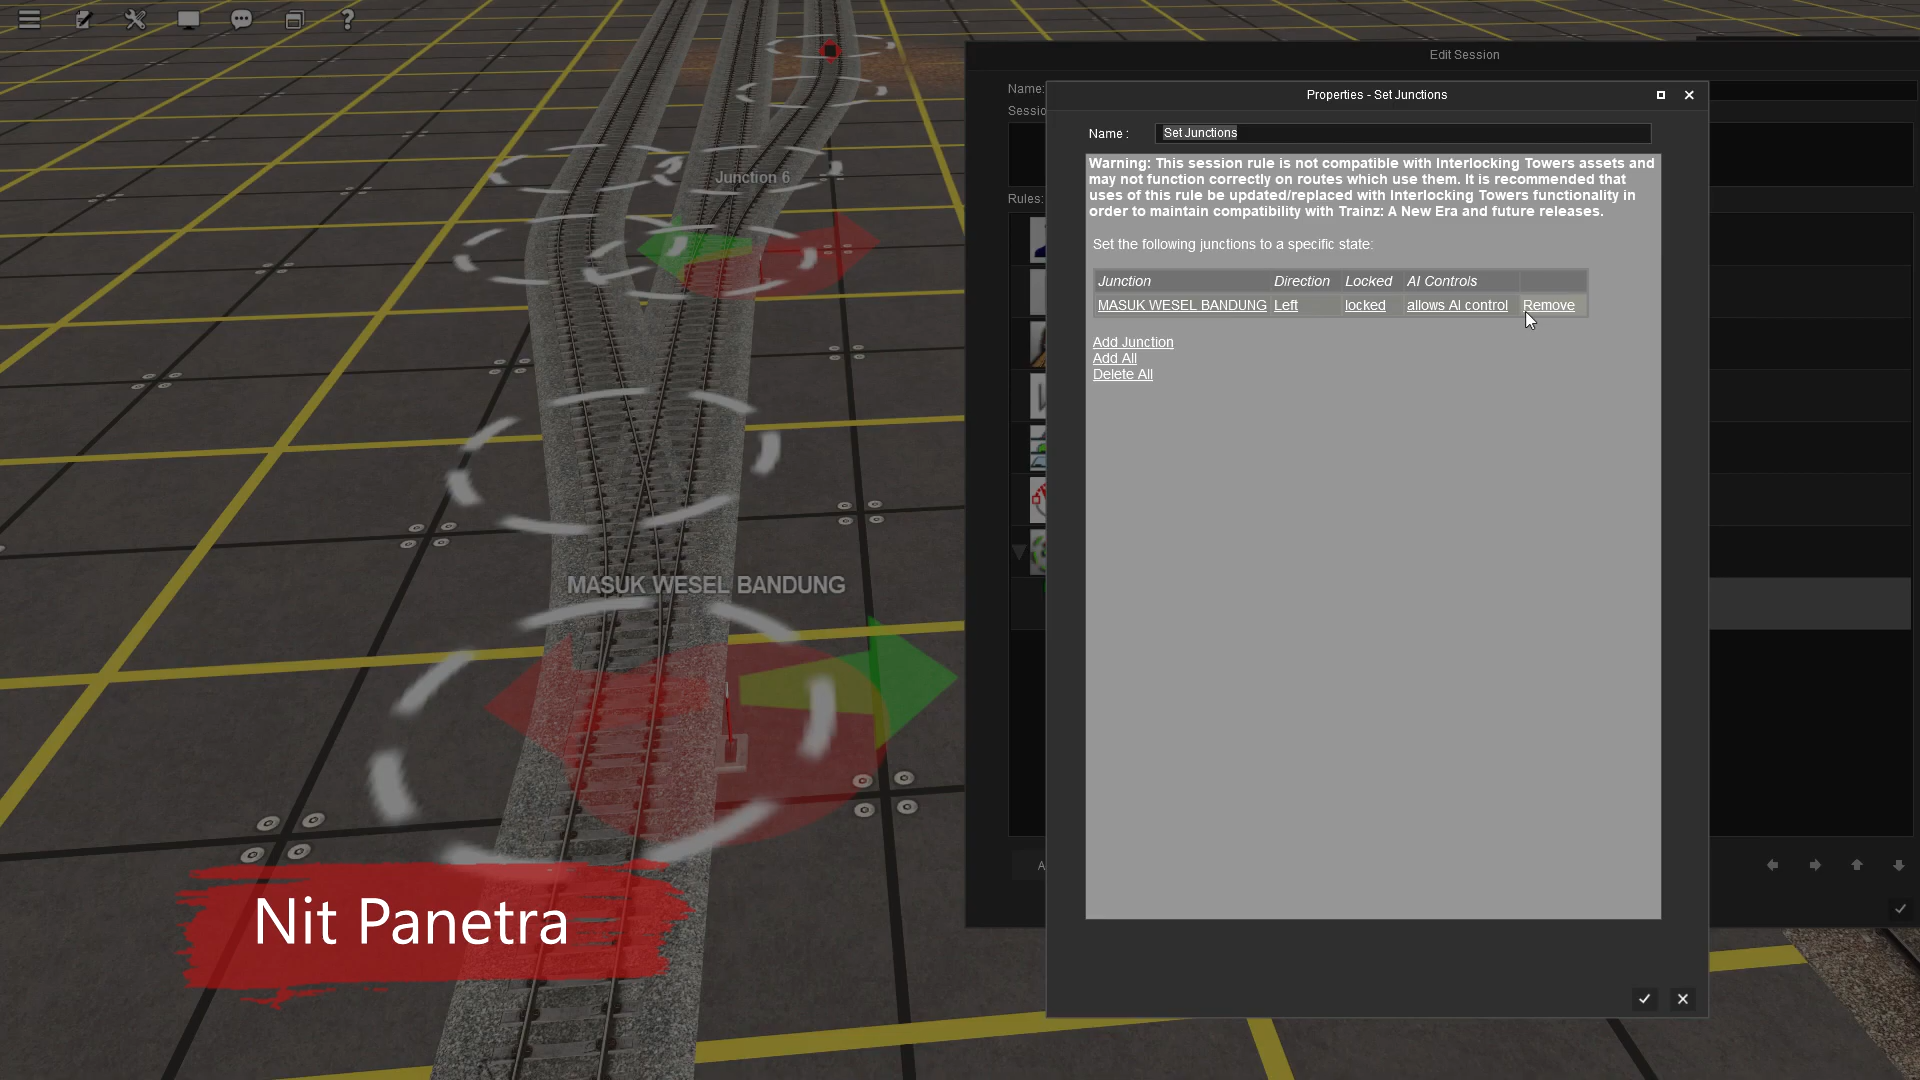 Edit Session
Name:
Sessio
Rules:
Properties - Set Junctions
Name :
Set Junctions
Warning: This session rule is not compatible with Interlocking Towers assets and
may not function correctly on routes which use them. It is recommended that
uses of this rule be updated/replaced with Interlocking Towers functionality in
order to maintain compatibility with Trainz: A New Era and future releases.
Set the following junctions to a specific state:
Junction Direction Locked AI Controls
MASUK WESEL BANDUNG Left locked allows AI control Remove
Add Junction
Add All
Delete All
A
Junction 6
MASUK WESEL BANDUNG
Nit Panetra